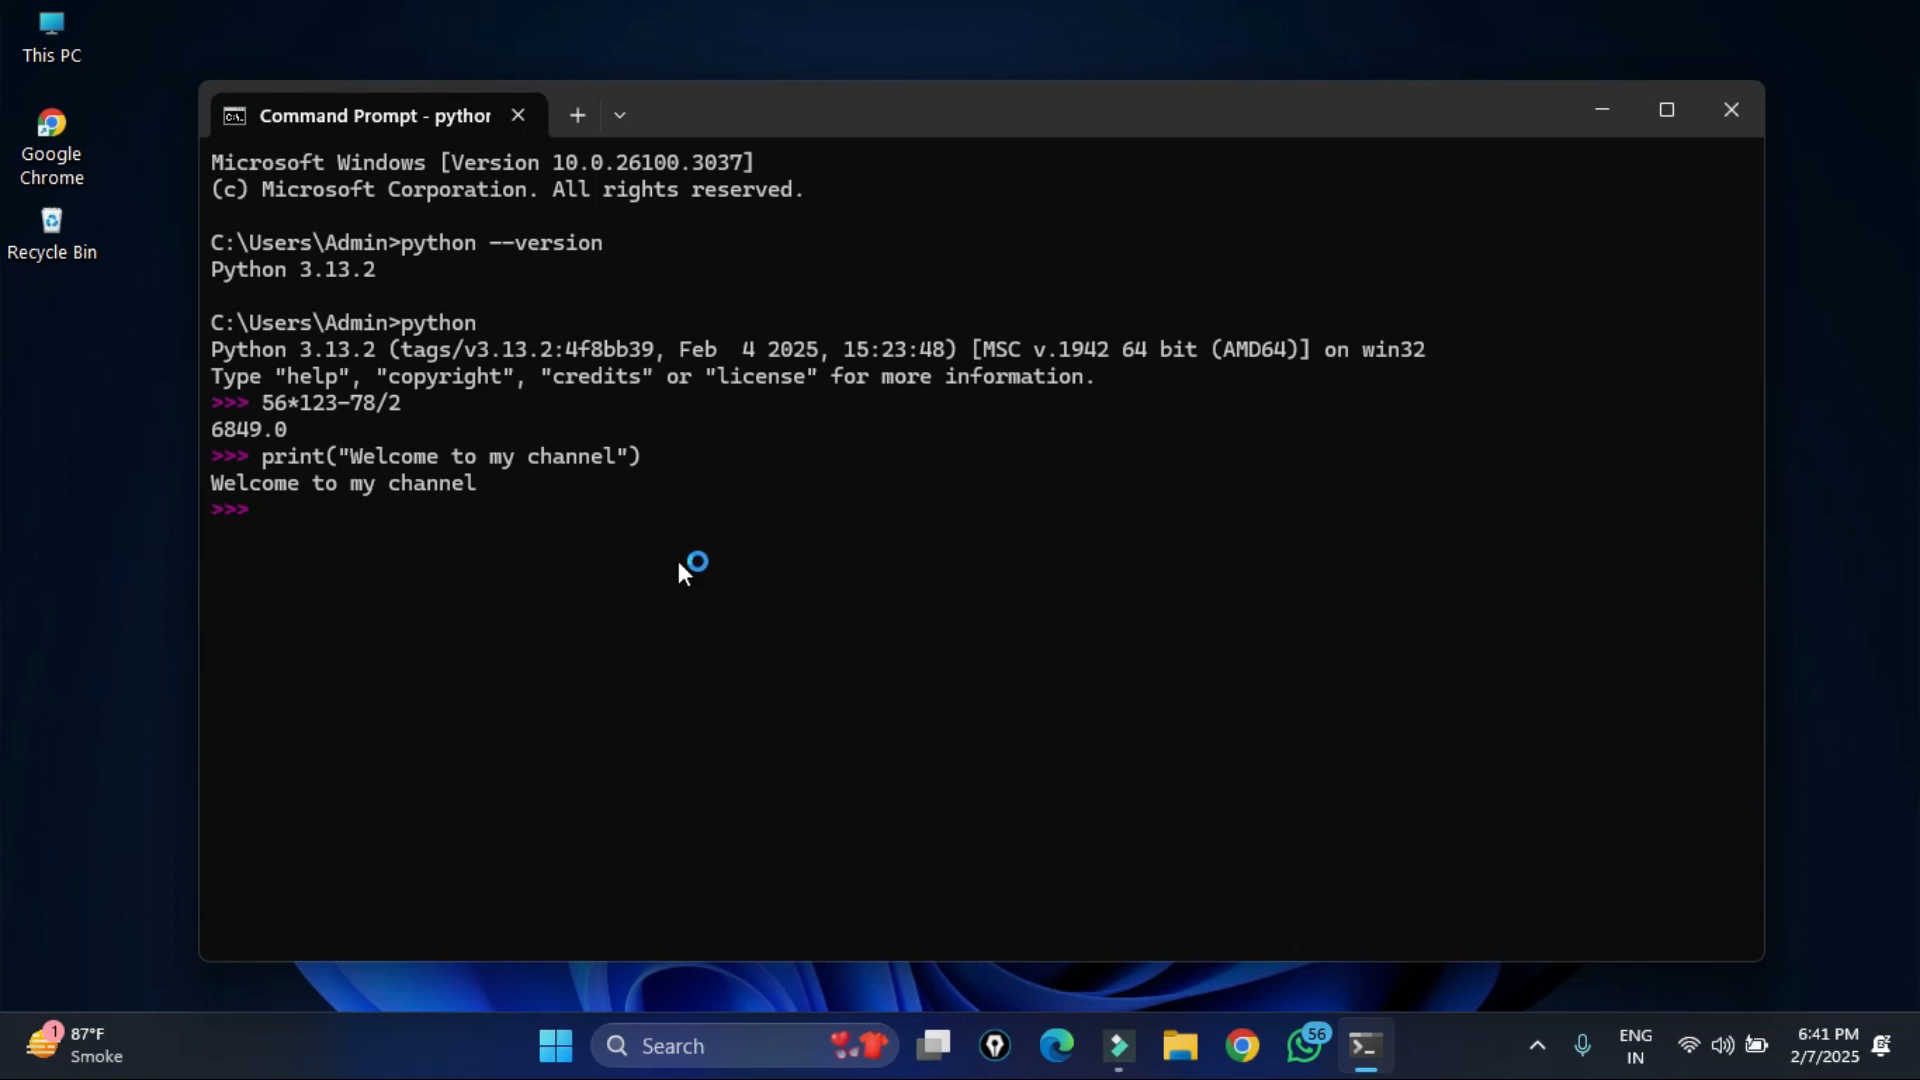 This PC
Google
Chrome
Recycle Bin
Command Prompt - pythor
Microsoft Windows [Version 10.0.26100.3037]
(c) Microsoft Corporation. All rights reserved.
C:\Users\Admin>python --version
Python 3.13.2
C:\Users\Admin>python
Python 3.13.2 (tags/v3.13.2:4f8bb39, Feb  4 2025, 15:23:48) [MSC v.1942 64 bit (AMD64)] on win32
Type "help", "copyright", "credits" or "license" for more information.
>>> 56*123-78/2
6849.0
>>> print("Welcome to my channel")
Welcome to my channel
>>>
1
87°F
Smoke
Search
56
ENG
IN
6:41 PM
2/7/2025